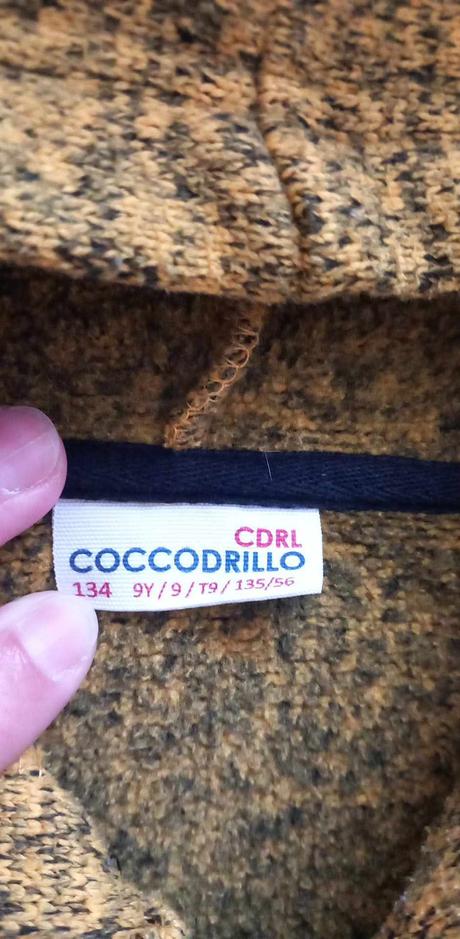 CDRL
COCCODRILLO
134 9Y / 9 / T9 / 135/56